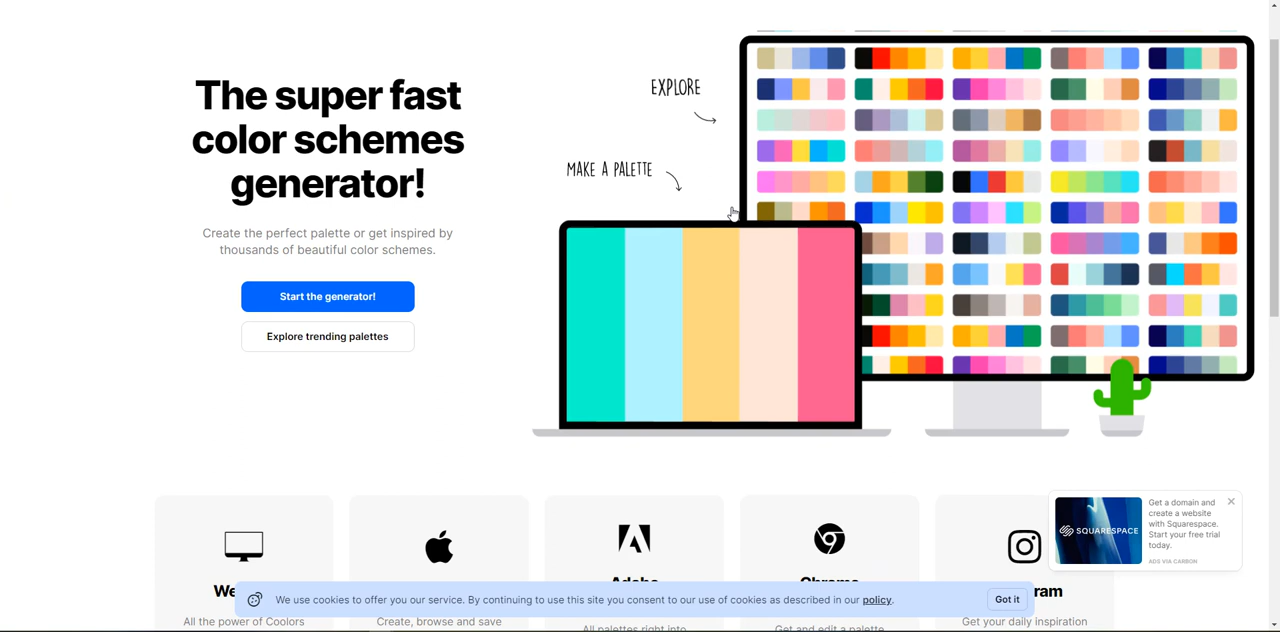 The super fast
color schemes
generator!
Create the perfect palette or get inspired by
thousands of beautiful color schemes.
Start the generator!
Explore trending palettes
EXPLORE
MAKE A PALETTE
All the power of Coolors
Create, browse and save
Get your daily inspiration
SQUARESPACE
Get a domain and
create a website
with Squarespace.
Start your free trial
today.
ADS VIA CARBON
We use cookies to offer you our service. By continuing to use this site you consent to our use of cookies as described in our policy.
Got it